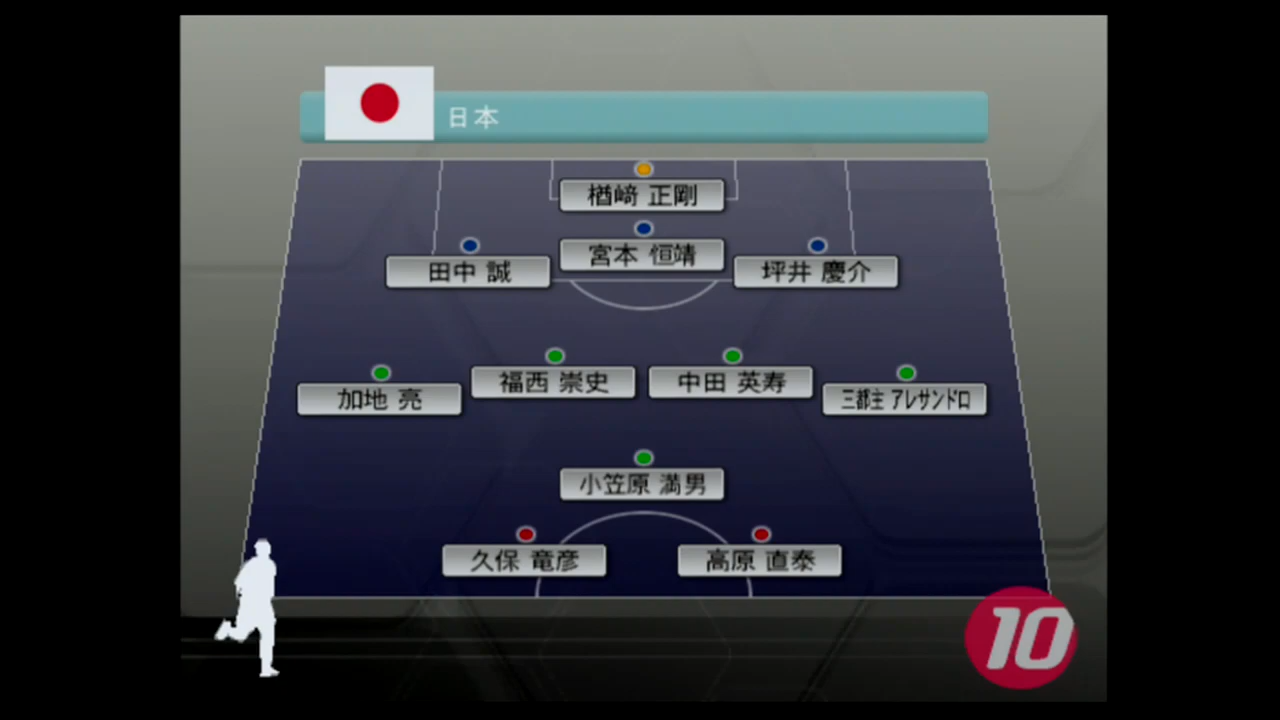 日本
楢﨑 正剛
宮本 恒靖
田中 誠
坪井 慶介
福西 崇史
中田 英寿
加地 亮
三都主 アレサンドロ
小笠原 満男
久保 竜彦
高原 直泰
10